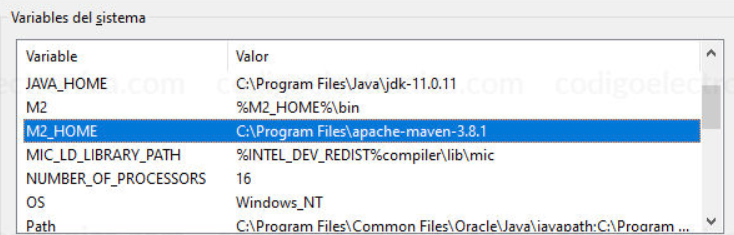 Variables del sistema
Variable Valor
JAVA_HOME C:\Program Files\Java\jdk-11.0.11
M2 %M2_HOME%\bin
M2_HOME C:\Program Files\apache-maven-3.8.1
MIC_LD_LIBRARY_PATH %INTEL_DEV_REDIST%compiler\lib\mic
NUMBER_OF_PROCESSORS 16
OS Windows_NT
Path C:\Program Files\Common Files\Oracle\Java\javapath;C:\Program ...